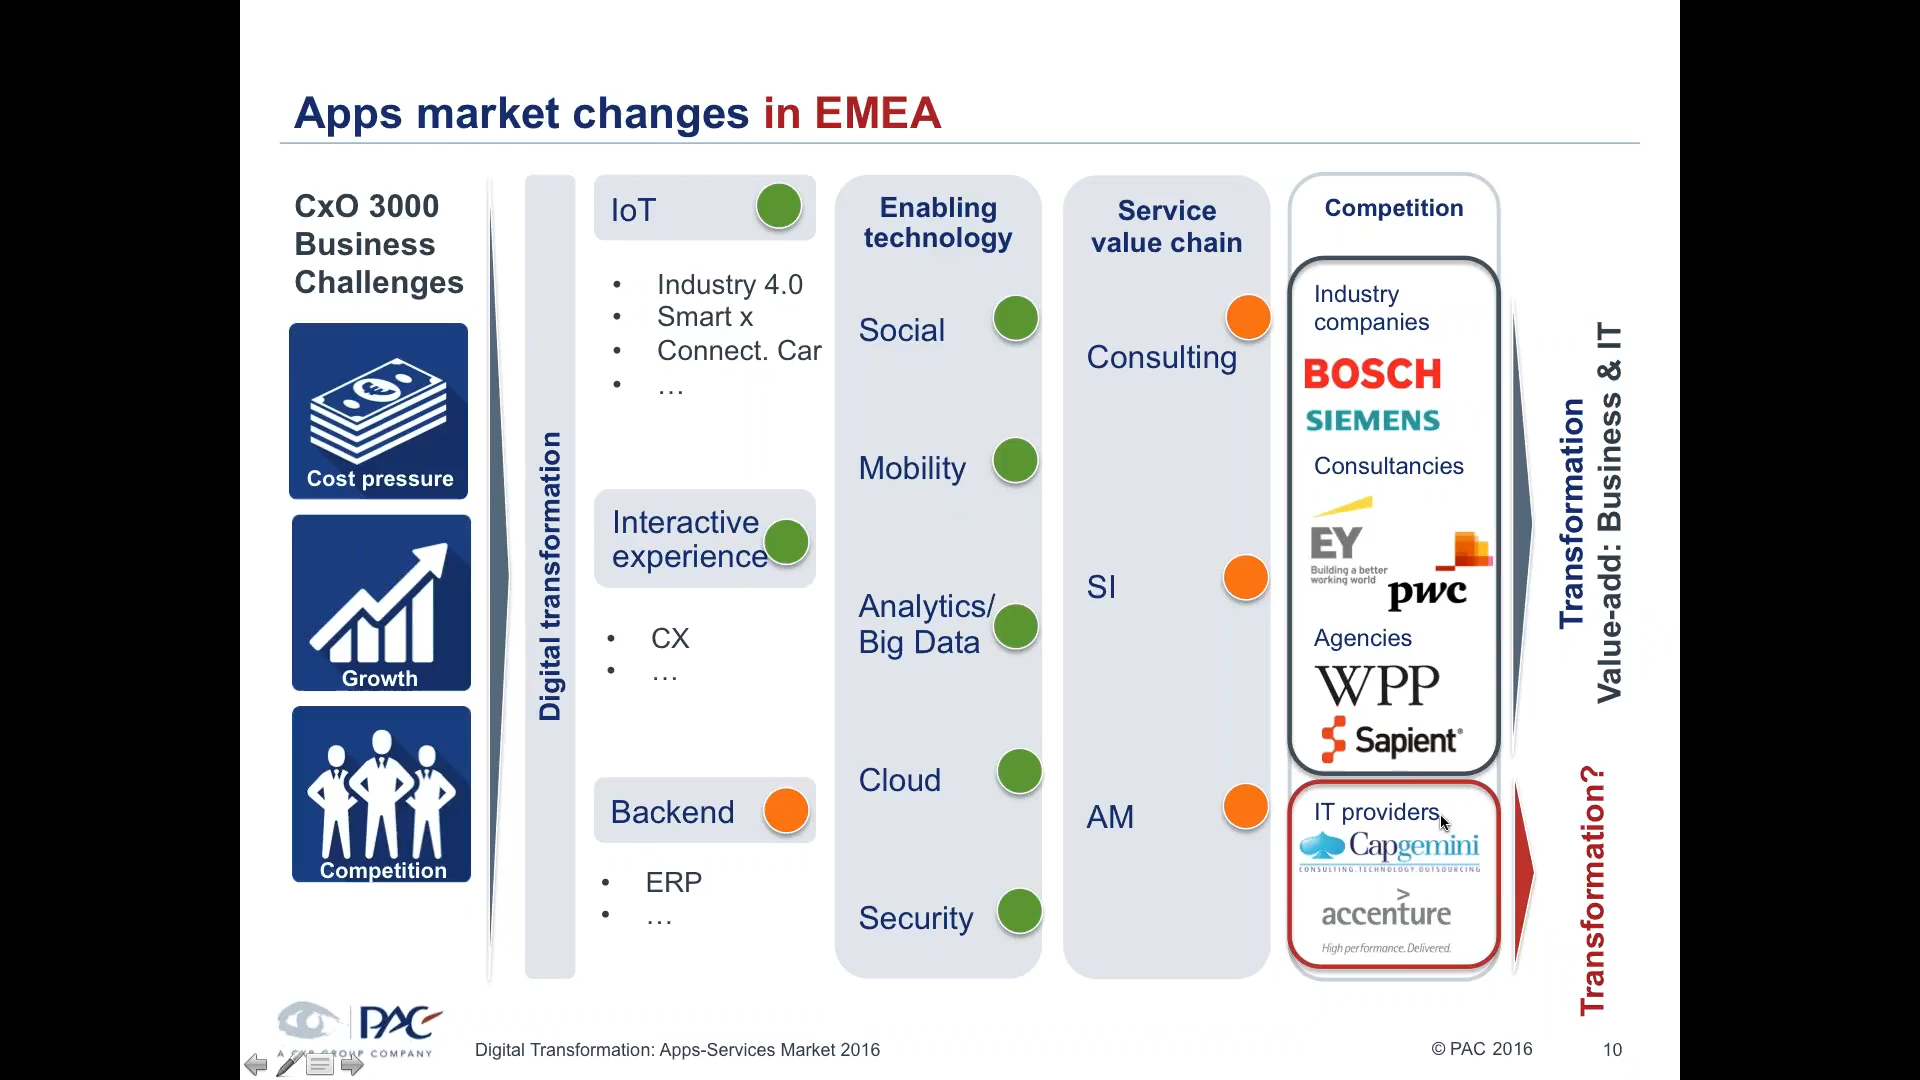 Apps market changes in EMEA
CxO 3000
Business
Challenges
Cost pressure
Growth
Competition
Digital transformation
IoT
• Industry 4.0
• Smart x
• Connect. Car
• …
Interactive
experience
• CX
• …
Backend
• ERP
• …
Enabling
technology
Social
Mobility
Analytics/
Big Data
Cloud
Security
Service
value chain
Consulting
SI
AM
Competition
Industry
companies
BOSCH
SIEMENS
Consultancies
EY
Building a better
working world
pwc
Agencies
WPP
Sapient®
IT providers
Capgemini
CONSULTING.TECHNOLOGY.OUTSOURCING
>
accenture
High performance. Delivered.
Transformation
Value-add: Business & IT
Transformation?
PAC
A CXP GROUP COMPANY
Digital Transformation: Apps-Services Market 2016
© PAC 2016
10